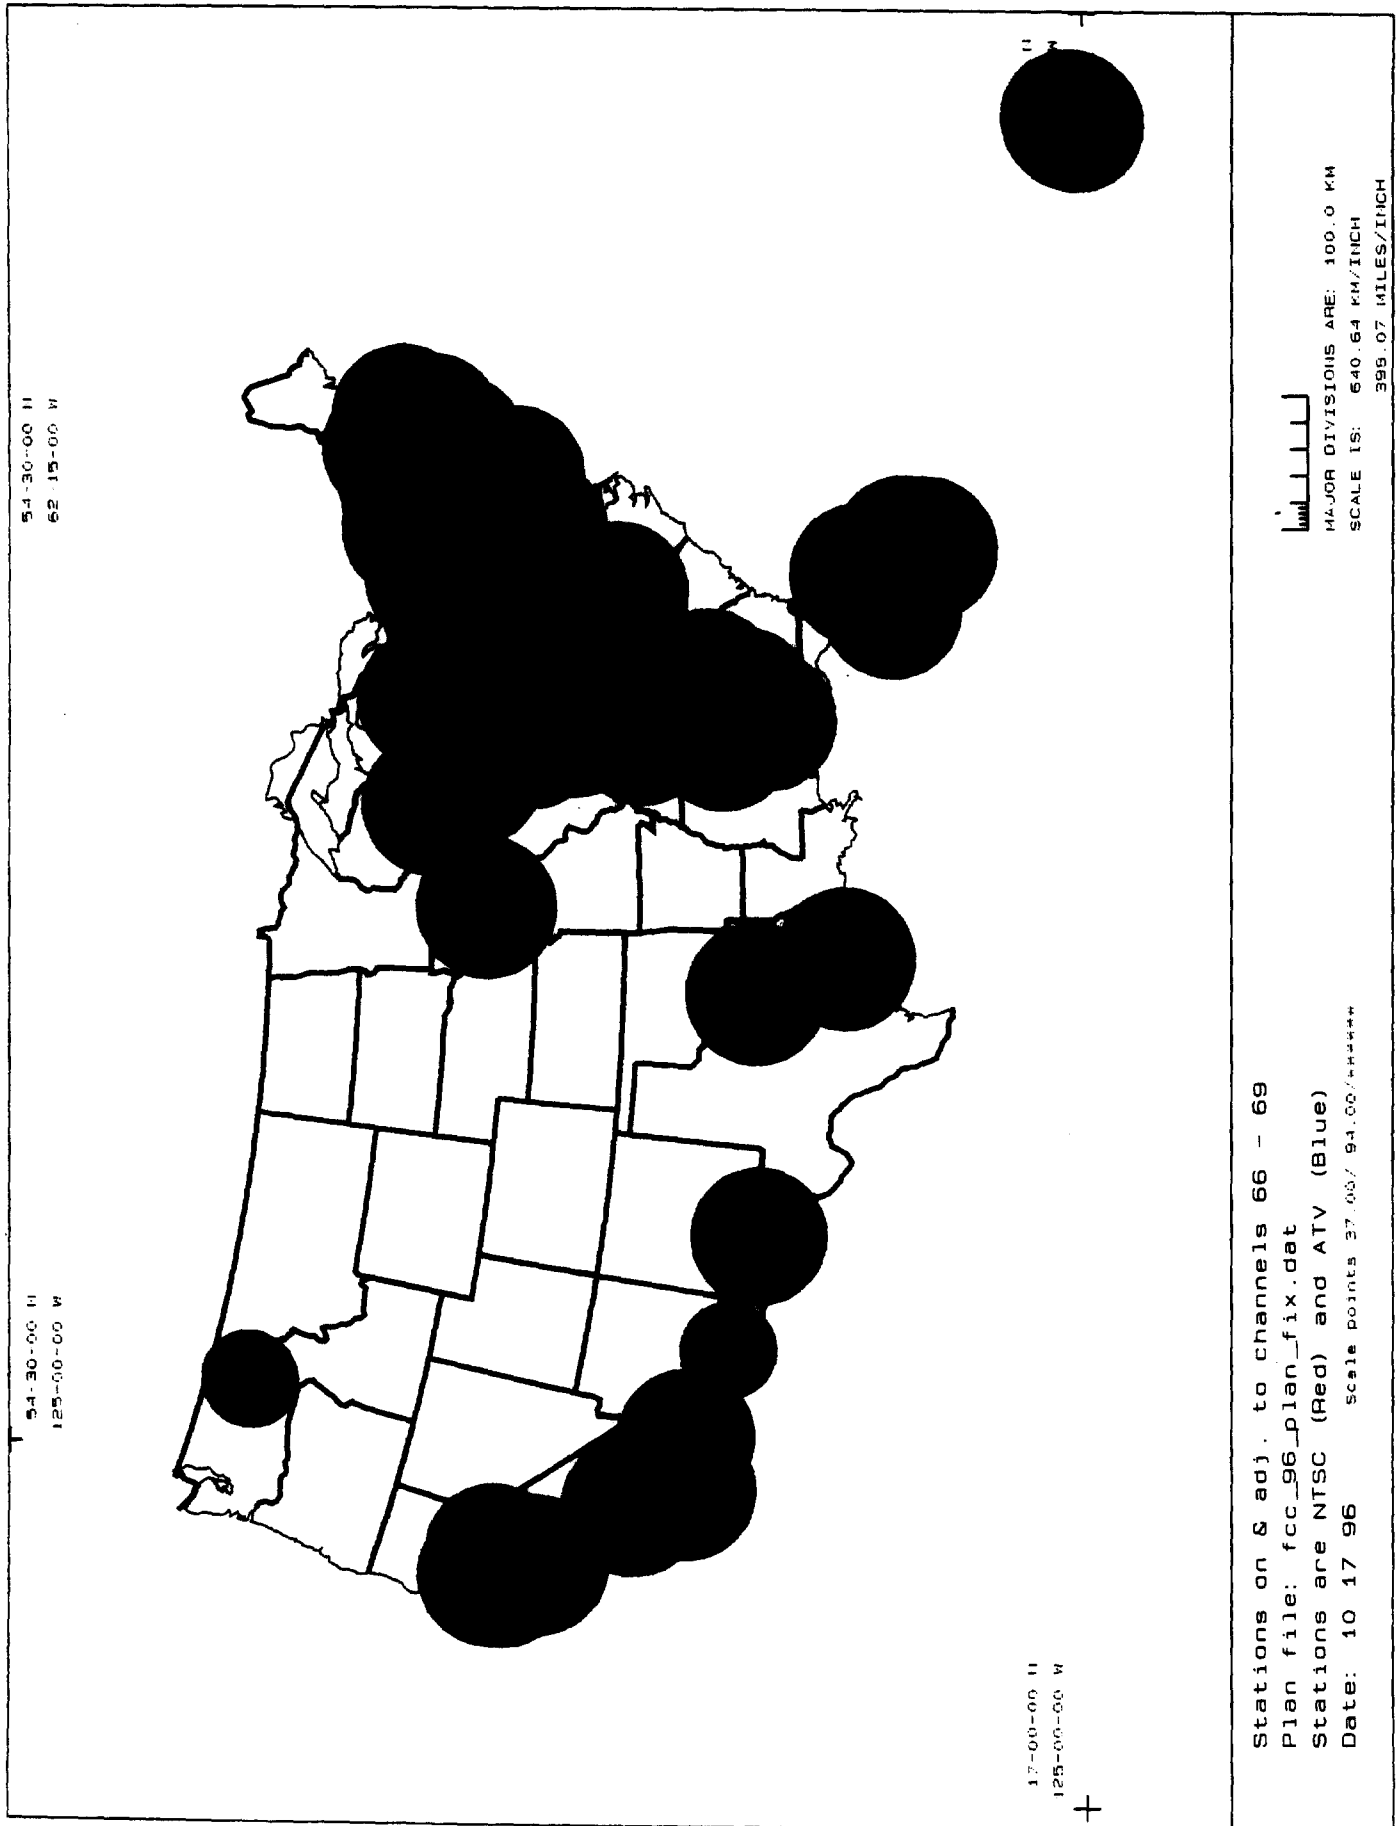 54-30-00 N
125-00-00 W
54-30-00 N
62-15-00 W
17-00-00 N
125-00-00 W
N
W
Stations on & adj. to channels 66 - 69
Plan file: fcc_96_plan_fix.dat
Stations are NTSC (Red) and ATV (Blue)
Date: 10 17 96 Scale points 37.00/ 94.00/******
MAJOR DIVISIONS ARE: 100.0 KM
SCALE IS: 640.64 KM/INCH
398.07 MILES/INCH